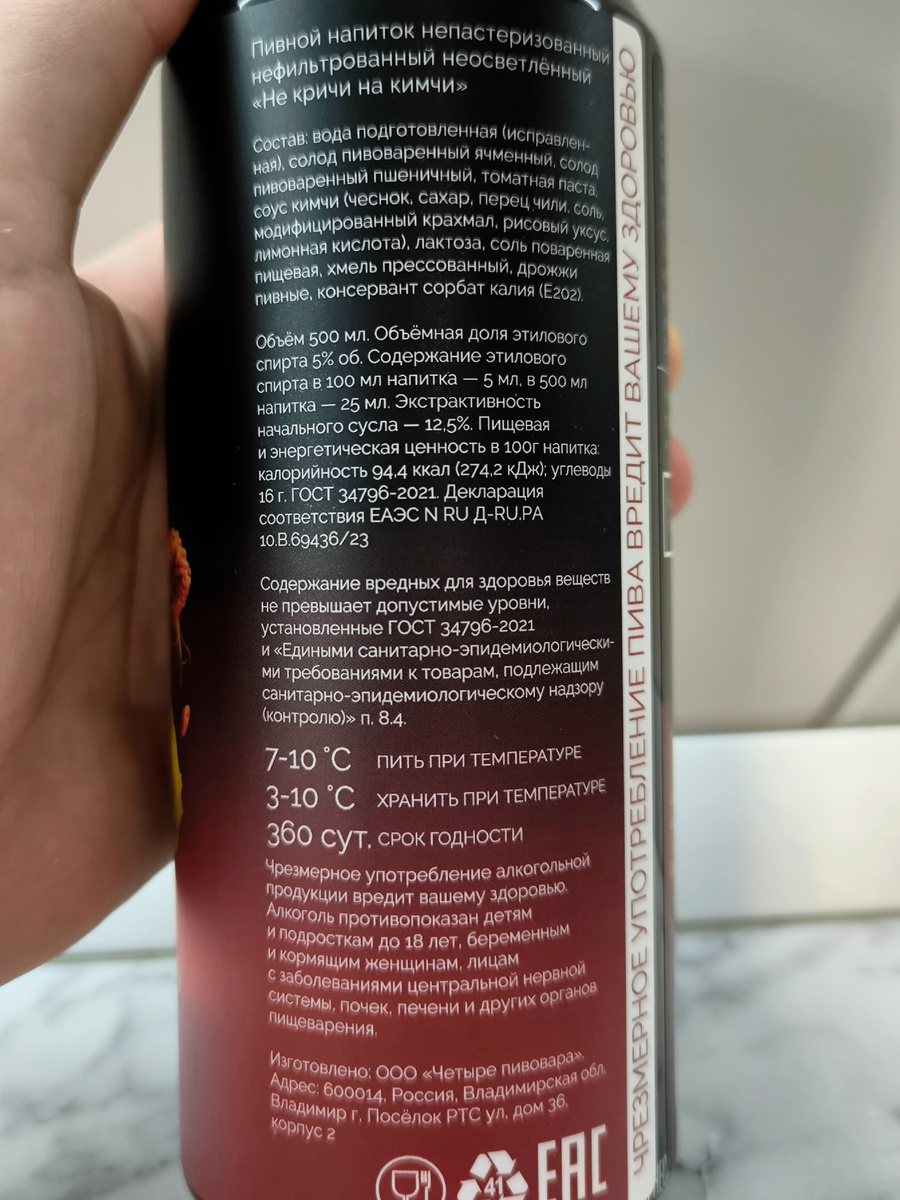 Пивной напиток непастеризованный
нефильтрованный неосветлённый
«Не кричи на кимчи»
Состав: вода подготовленная (исправлен-
ная), солод пивоваренный ячменный, солод
пивоваренный пшеничный, томатная паста,
соус кимчи (чеснок, сахар, перец чили, соль,
модифицированный крахмал, рисовый уксус,
лимонная кислота), лактоза, соль поваренная
пищевая, хмель прессованный, дрожжи
пивные, консервант сорбат калия (E202).
Объём 500 мл. Объёмная доля этилового
спирта 5% об. Содержание этилового
спирта в 100 мл напитка — 5 мл, в 500 мл
напитка — 25 мл. Экстрактивность
начального сусла — 12,5%. Пищевая
и энергетическая ценность в 100г напитка:
калорийность 94,4 ккал (274,2 кДж); углеводы
16 г. ГОСТ 34796-2021. Декларация
соответствия ЕАЭС N RU Д-RU.РА
10.В.69436/23
Содержание вредных для здоровья веществ
не превышает допустимые уровни,
установленные ГОСТ 34796-2021
и «Едиными санитарно-эпидемиологически-
ми требованиями к товарам, подлежащим
санитарно-эпидемиологическому надзору
(контролю)» п. 8.4.
7-10 °C ПИТЬ ПРИ ТЕМПЕРАТУРЕ
3-10 °C ХРАНИТЬ ПРИ ТЕМПЕРАТУРЕ
360 сут. СРОК ГОДНОСТИ
Чрезмерное употребление алкогольной
продукции вредит вашему здоровью.
Алкоголь противопоказан детям
и подросткам до 18 лет, беременным
и кормящим женщинам, лицам
с заболеваниями центральной нервной
системы, почек, печени и других органов
пищеварения.
Изготовлено: ООО «Четыре пивовара».
Адрес: 600014, Россия, Владимирская обл,
Владимир г, Посёлок РТС ул, дом 36,
корпус 2
41 EAC
ЧРЕЗМЕРНОЕ УПОТРЕБЛЕНИЕ ПИВА ВРЕДИТ ВАШЕМУ ЗДОРОВЬЮ